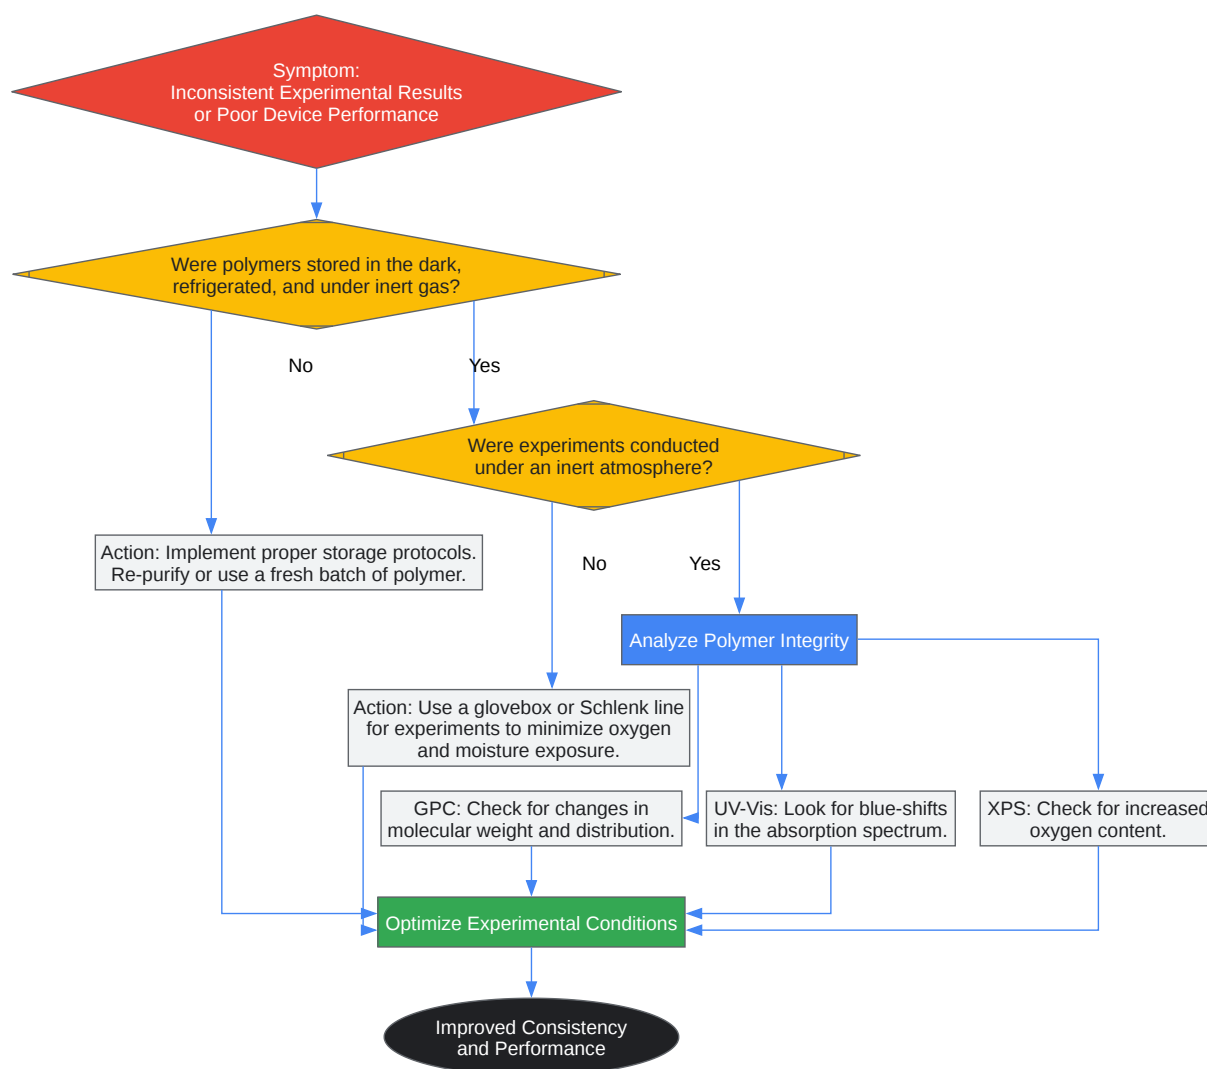 Symptom:
Inconsistent Experimental Results
or Poor Device Performance
Were polymers stored in the dark,
refrigerated, and under inert gas?
No
Yes
Were experiments conducted
under an inert atmosphere?
Action: Implement proper storage protocols.
Re-purify or use a fresh batch of polymer.
No
Yes
Analyze Polymer Integrity
Action: Use a glovebox or Schlenk line
for experiments to minimize oxygen
and moisture exposure.
GPC: Check for changes in
molecular weight and distribution.
UV-Vis: Look for blue-shifts
in the absorption spectrum.
XPS: Check for increased
oxygen content.
Optimize Experimental Conditions
Improved Consistency
and Performance